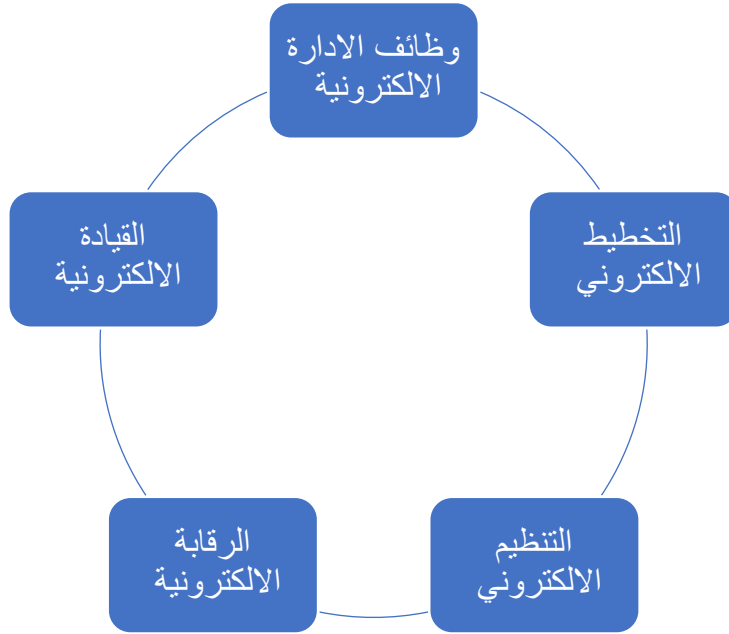 وظائف الادارة
الالكترونية
التخطيط
الالكتروني
التنظيم
الالكتروني
الرقابة
الالكترونية
القيادة
الالكترونية